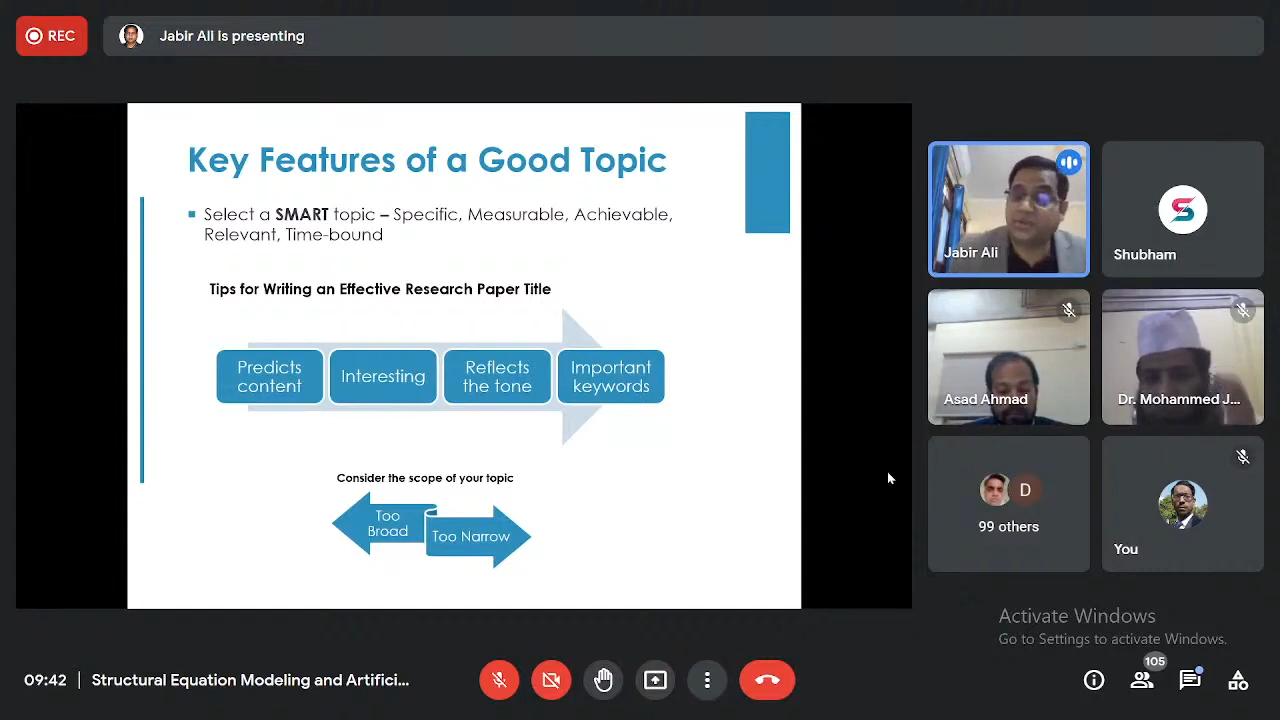 REC
Jabir Ali is presenting
Key Features of a Good Topic
Select a SMART topic – Specific, Measurable, Achievable,
Relevant, Time-bound
Tips for Writing an Effective Research Paper Title
Predicts
content
Interesting
Reflects
the tone
Important
keywords
Consider the scope of your topic
Too
Broad
Too Narrow
Jabir Ali
S
Shubham
Asad Ahmad
Dr. Mohammed J...
D
99 others
You
Activate Windows
Go to Settings to activate Windows.
09:42 | Structural Equation Modeling and Artifici...
105